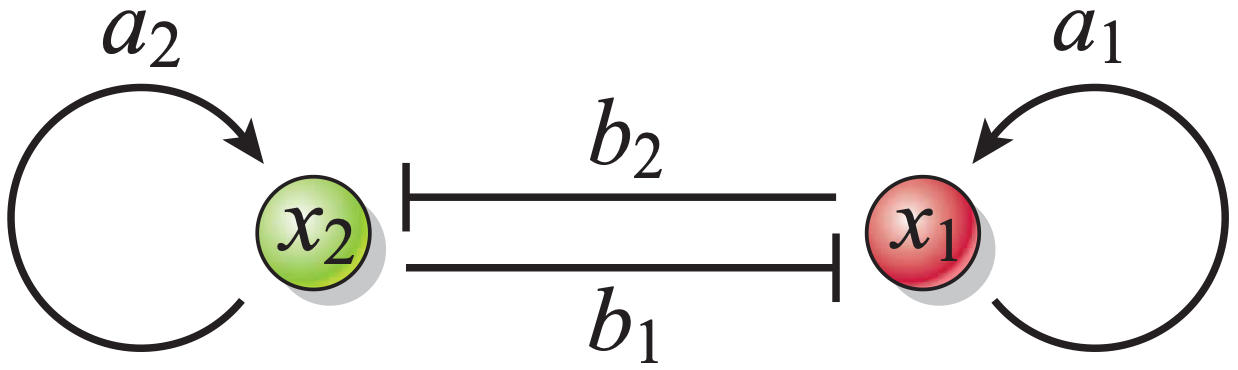 a₂ a₁
b₂
x₂ x₁
b₁